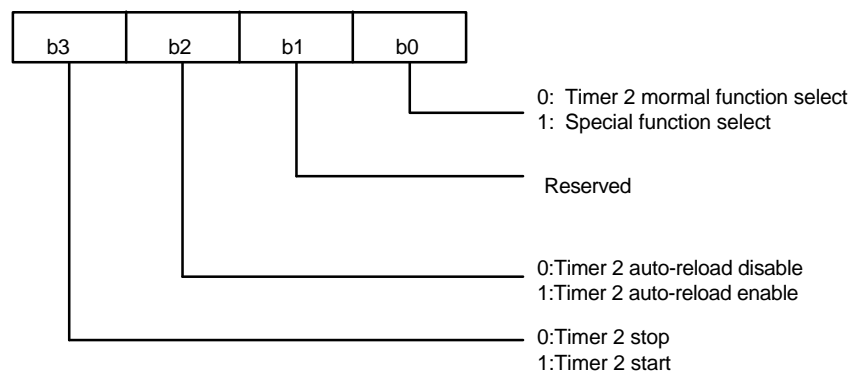 b3 b2 b1 b0
0: Timer 2 mormal function select
1: Special function select
Reserved
0:Timer 2 auto-reload disable
1:Timer 2 auto-reload enable
0:Timer 2 stop
1:Timer 2 start